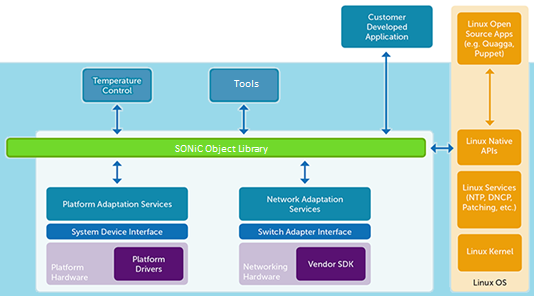 Customer
Developed
Application
Linux Open
Source Apps
(e.g. Quagga,
Puppet)
Temperature
Control
Tools
SONiC Object Library
Linux Native
APIs
Platform Adaptation Services
Network Adaptation
Services
Linux Services
(NTP, DNCP,
Patching, etc.)
System Device Interface
Switch Adapter Interface
Platform
Hardware
Platform
Drivers
Networking
Hardware
Vendor SDK
Linux Kernel
Linux OS